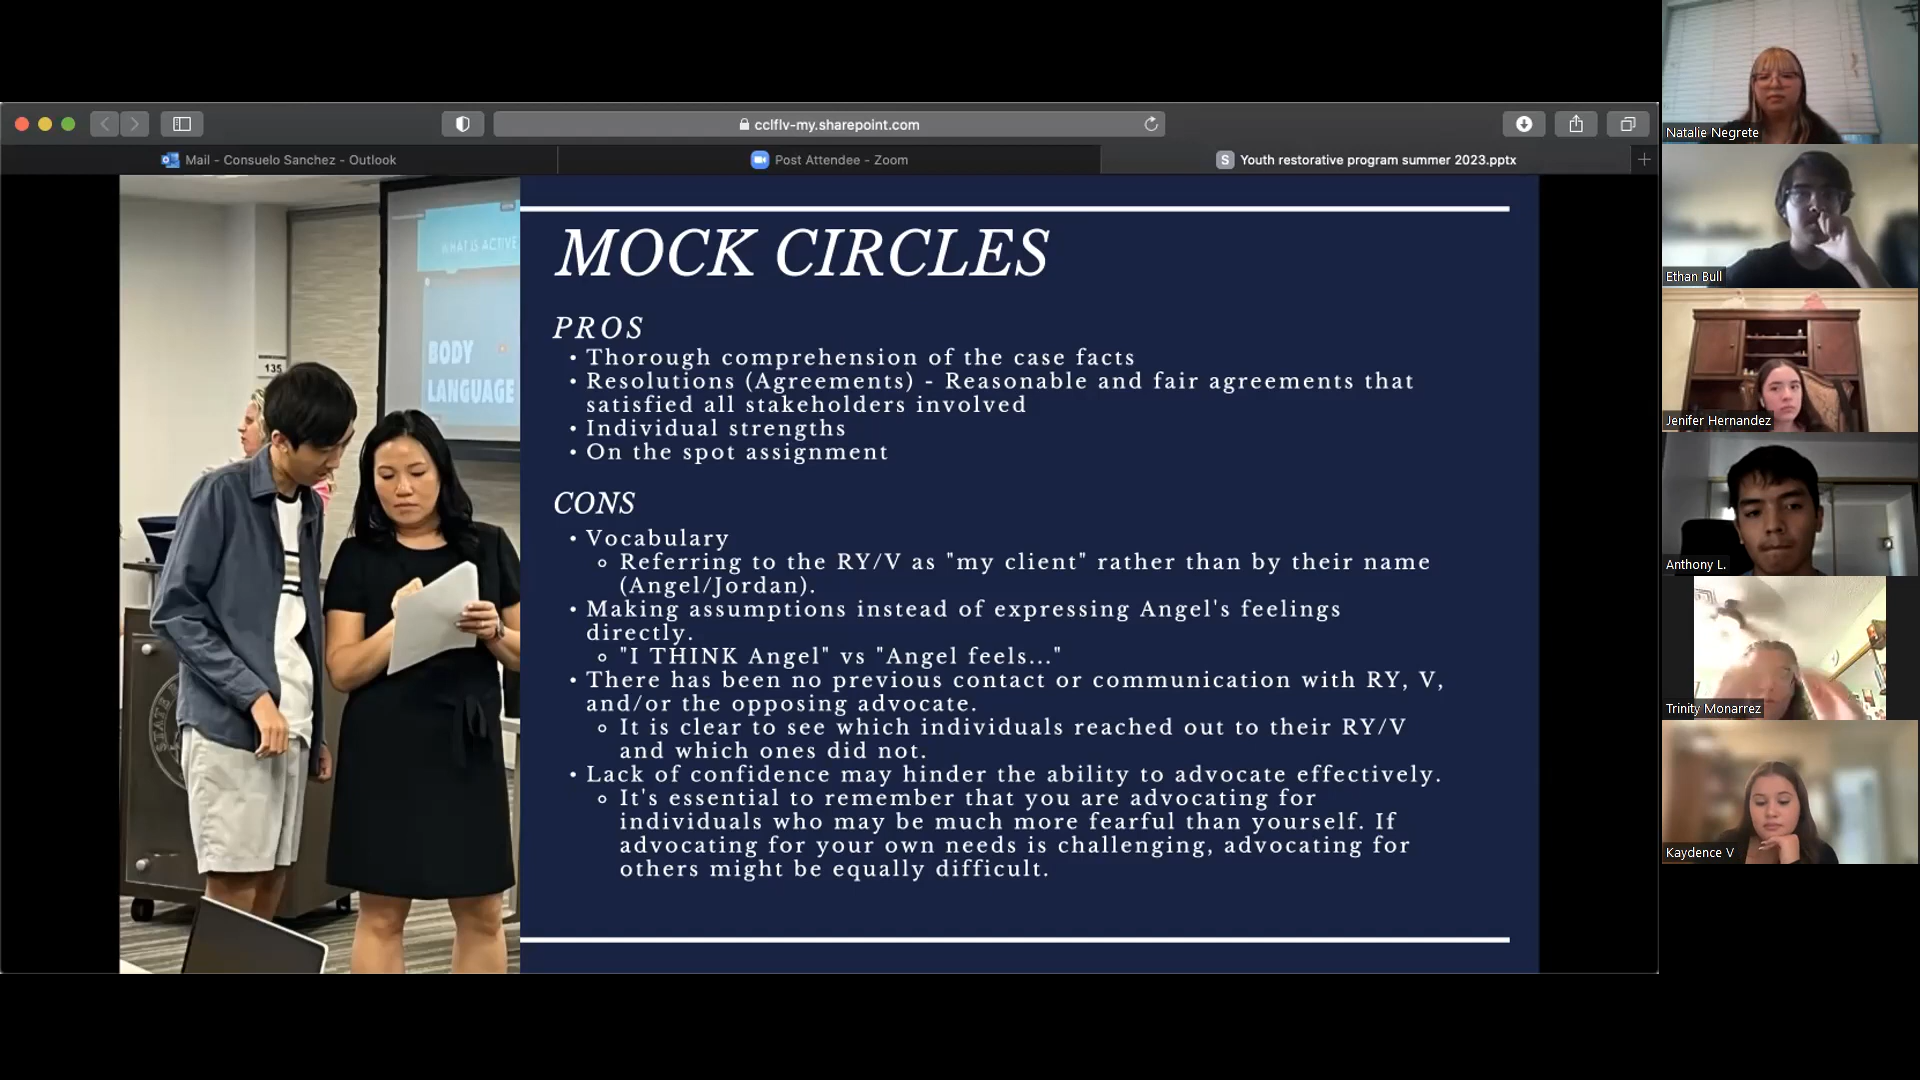 cclflv-my.sharepoint.com
Mail - Consuelo Sanchez - Outlook
Post Attendee - Zoom
S Youth restorative program summer 2023.pptx
WHAT IS ACTIVE
BODY
LANGUAGE
135
MOCK CIRCLES
PROS
• Thorough comprehension of the case facts
• Resolutions (Agreements) - Reasonable and fair agreements that
satisfied all stakeholders involved
• Individual strengths
• On the spot assignment
CONS
• Vocabulary
◦ Referring to the RY/V as "my client" rather than by their name
(Angel/Jordan).
• Making assumptions instead of expressing Angel's feelings
directly.
◦ "I THINK Angel" vs "Angel feels..."
• There has been no previous contact or communication with RY, V,
and/or the opposing advocate.
◦ It is clear to see which individuals reached out to their RY/V
and which ones did not.
• Lack of confidence may hinder the ability to advocate effectively.
◦ It's essential to remember that you are advocating for
individuals who may be much more fearful than yourself. If
advocating for your own needs is challenging, advocating for
others might be equally difficult.
Natalie Negrete
Ethan Bull
Jenifer Hernandez
Anthony L.
Trinity Monarrez
Kaydence V